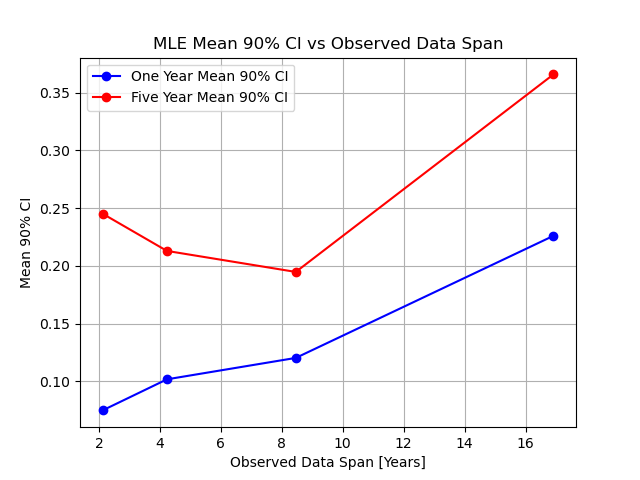 MLE Mean 90% CI vs Observed Data Span
One Year Mean 90% CI
Five Year Mean 90% CI
Mean 90% CI
0.35
0.30
0.25
0.20
0.15
0.10
2 4 6 8 10 12 14 16
Observed Data Span [Years]